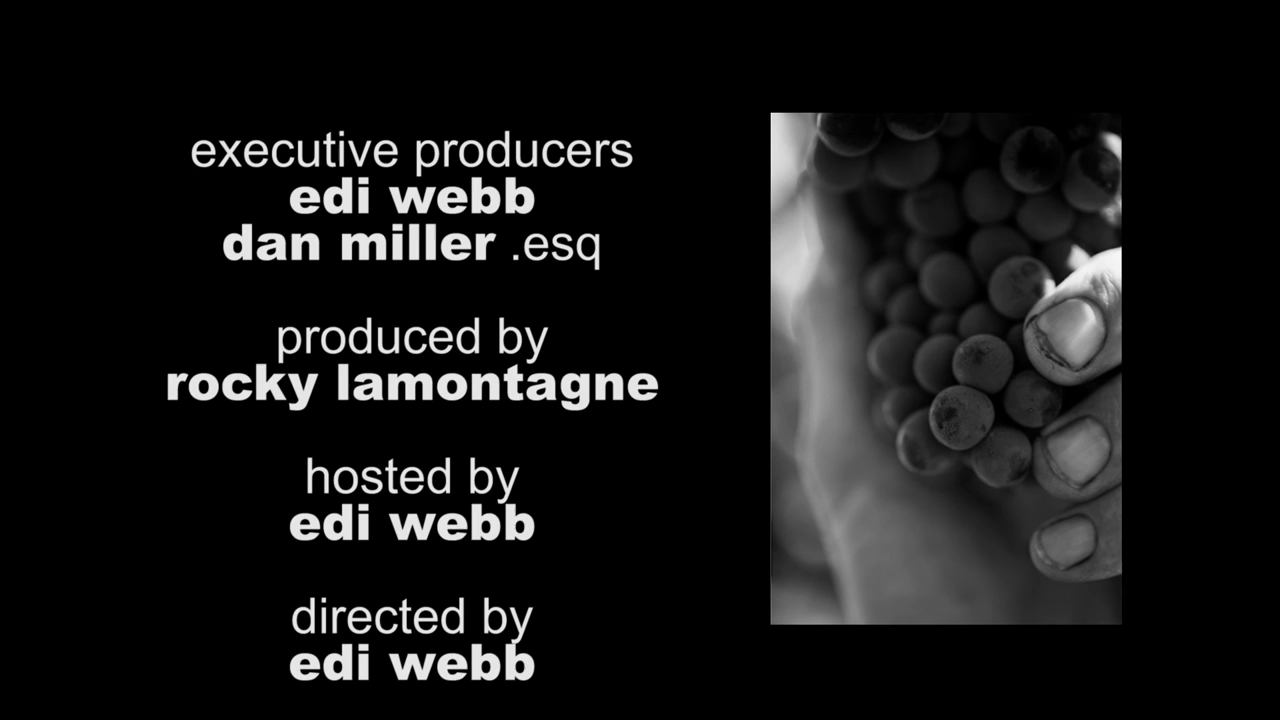 executive producers
edi webb
dan miller .esq
produced by
rocky lamontagne
hosted by
edi webb
directed by
edi webb